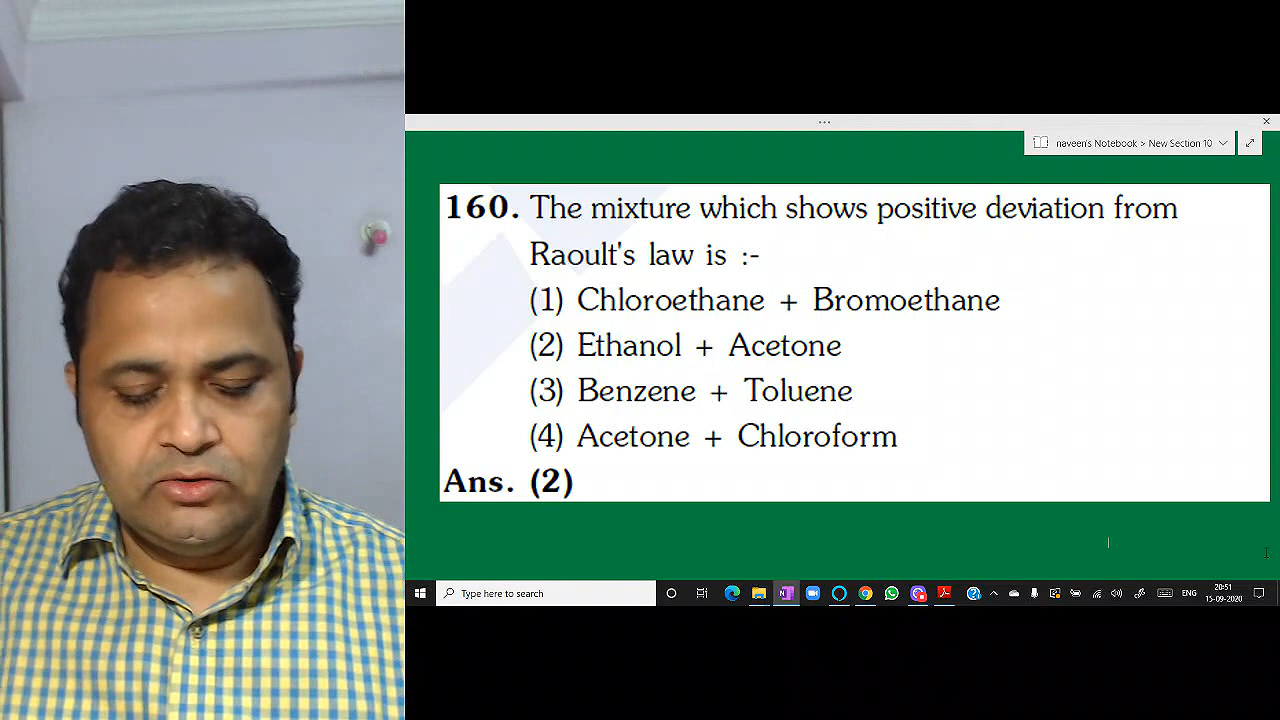 ...
naveen's Notebook > New Section 10
160. The mixture which shows positive deviation from
Raoult's law is :-
(1) Chloroethane + Bromoethane
(2) Ethanol + Acetone
(3) Benzene + Toluene
(4) Acetone + Chloroform
Ans. (2)
Type here to search
ENG
20:51
15-09-2020